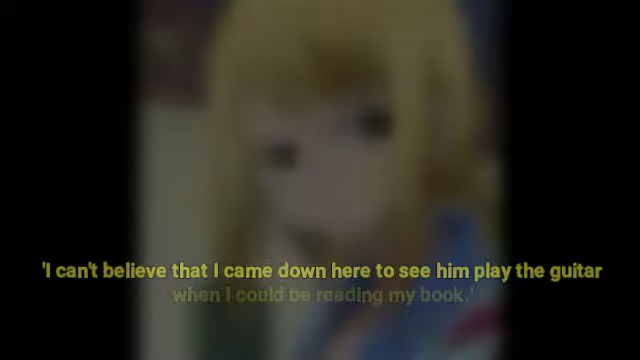 'I can't believe that I came down here to see him play the guitar
when I could be reading my book.'